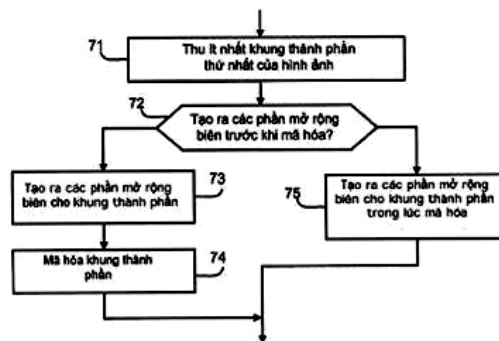 71
Thu ít nhất khung thành phần
thứ nhất của hình ảnh
72
Tạo ra các phần mở rộng
biên trước khi mã hóa?
73
Tạo ra các phần mở rộng
biên cho khung thành phần
75
Tạo ra các phần mở rộng
biên cho khung thành phần
trong lúc mã hóa
Mã hóa khung thành
phần
74